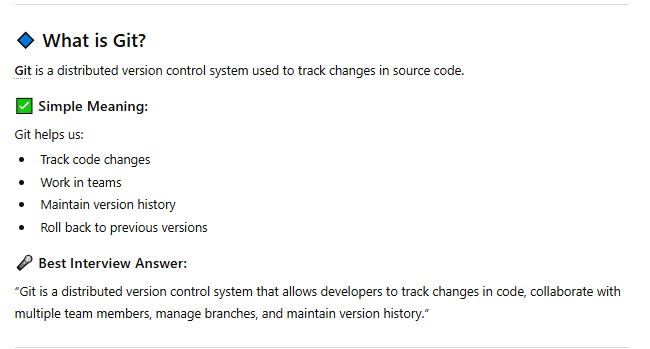 🔷 What is Git?
Git is a distributed version control system used to track changes in source code.
✅ Simple Meaning:
Git helps us:
• Track code changes
• Work in teams
• Maintain version history
• Roll back to previous versions
🎤 Best Interview Answer:
“Git is a distributed version control system that allows developers to track changes in code, collaborate with
multiple team members, manage branches, and maintain version history.”